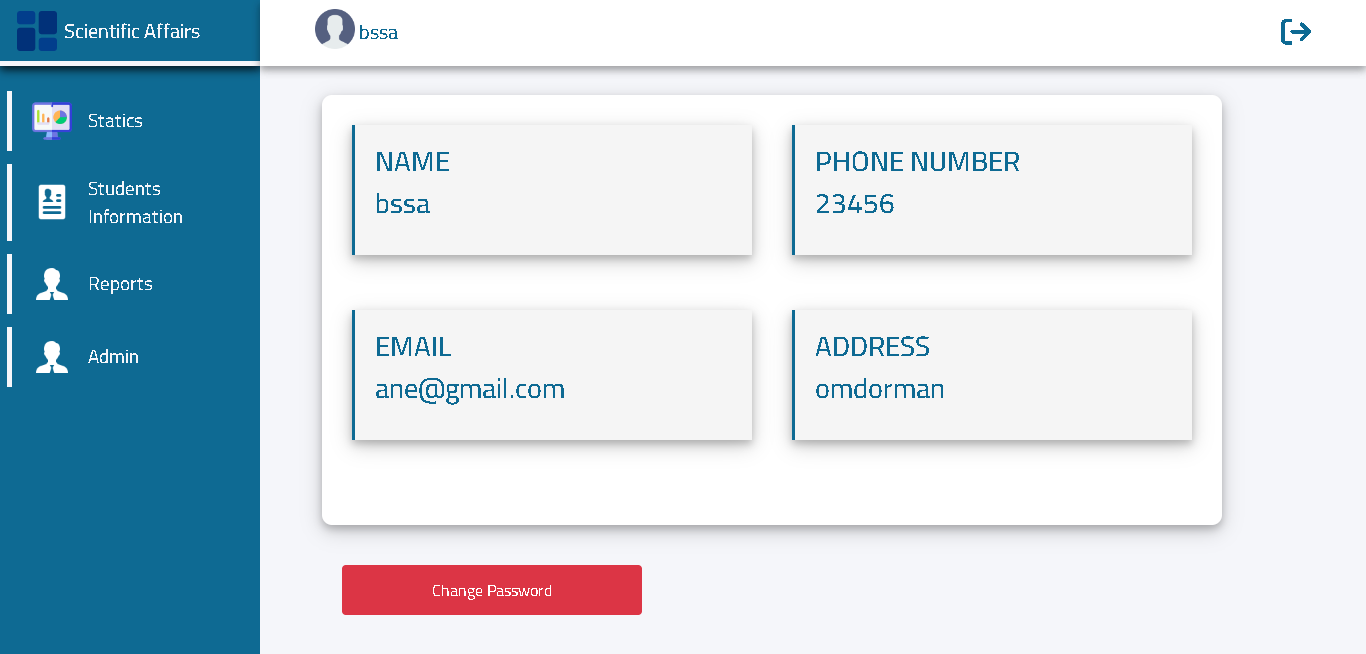 Scientific Affairs
bssa
Statics
Students
Information
Reports
Admin
NAME
bssa
PHONE NUMBER
23456
EMAIL
ane@gmail.com
ADDRESS
omdorman
Change Password